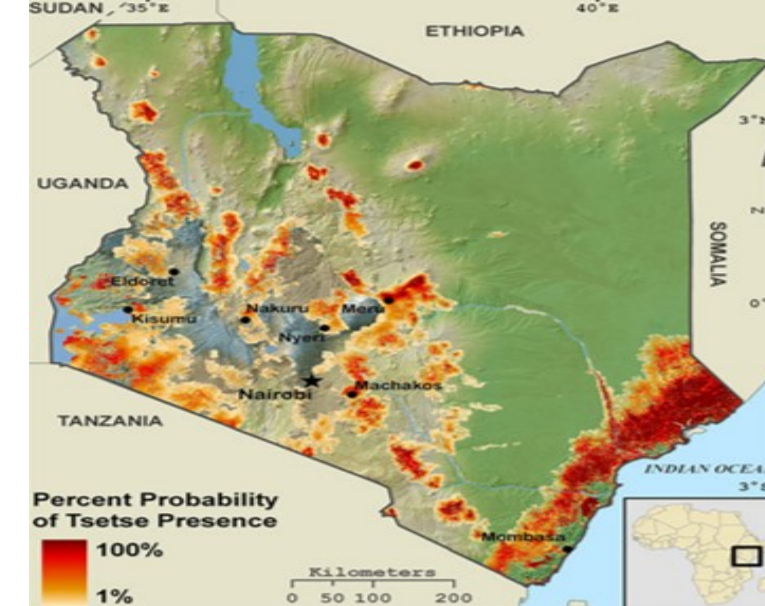 SUDAN
35°E
40°E
ETHIOPIA
3°N
UGANDA
SOMALIA
Eldoret
Kisumu
Nakuru
Meru
Nyeri
0°
Nairobi
Machakos
TANZANIA
INDIAN OCEA
3°S
Percent Probability
of Tsetse Presence
100%
1%
Mombasa
Kilometers
0 50 100 200